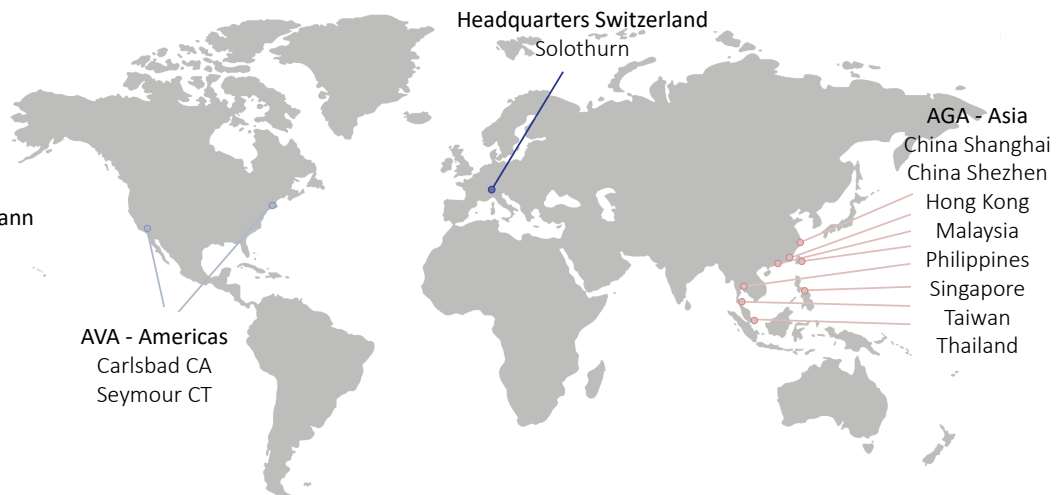 Headquarters Switzerland
Solothurn
AGA - Asia
China Shanghai
China Shezhen
Hong Kong
Malaysia
Philippines
Singapore
Taiwan
Thailand
ann
AVA - Americas
Carlsbad CA
Seymour CT